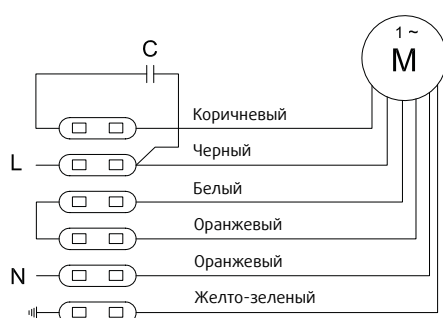 C
1 ~
M
Коричневый
L
Черный
Белый
Оранжевый
N
Оранжевый
Желто-зеленый